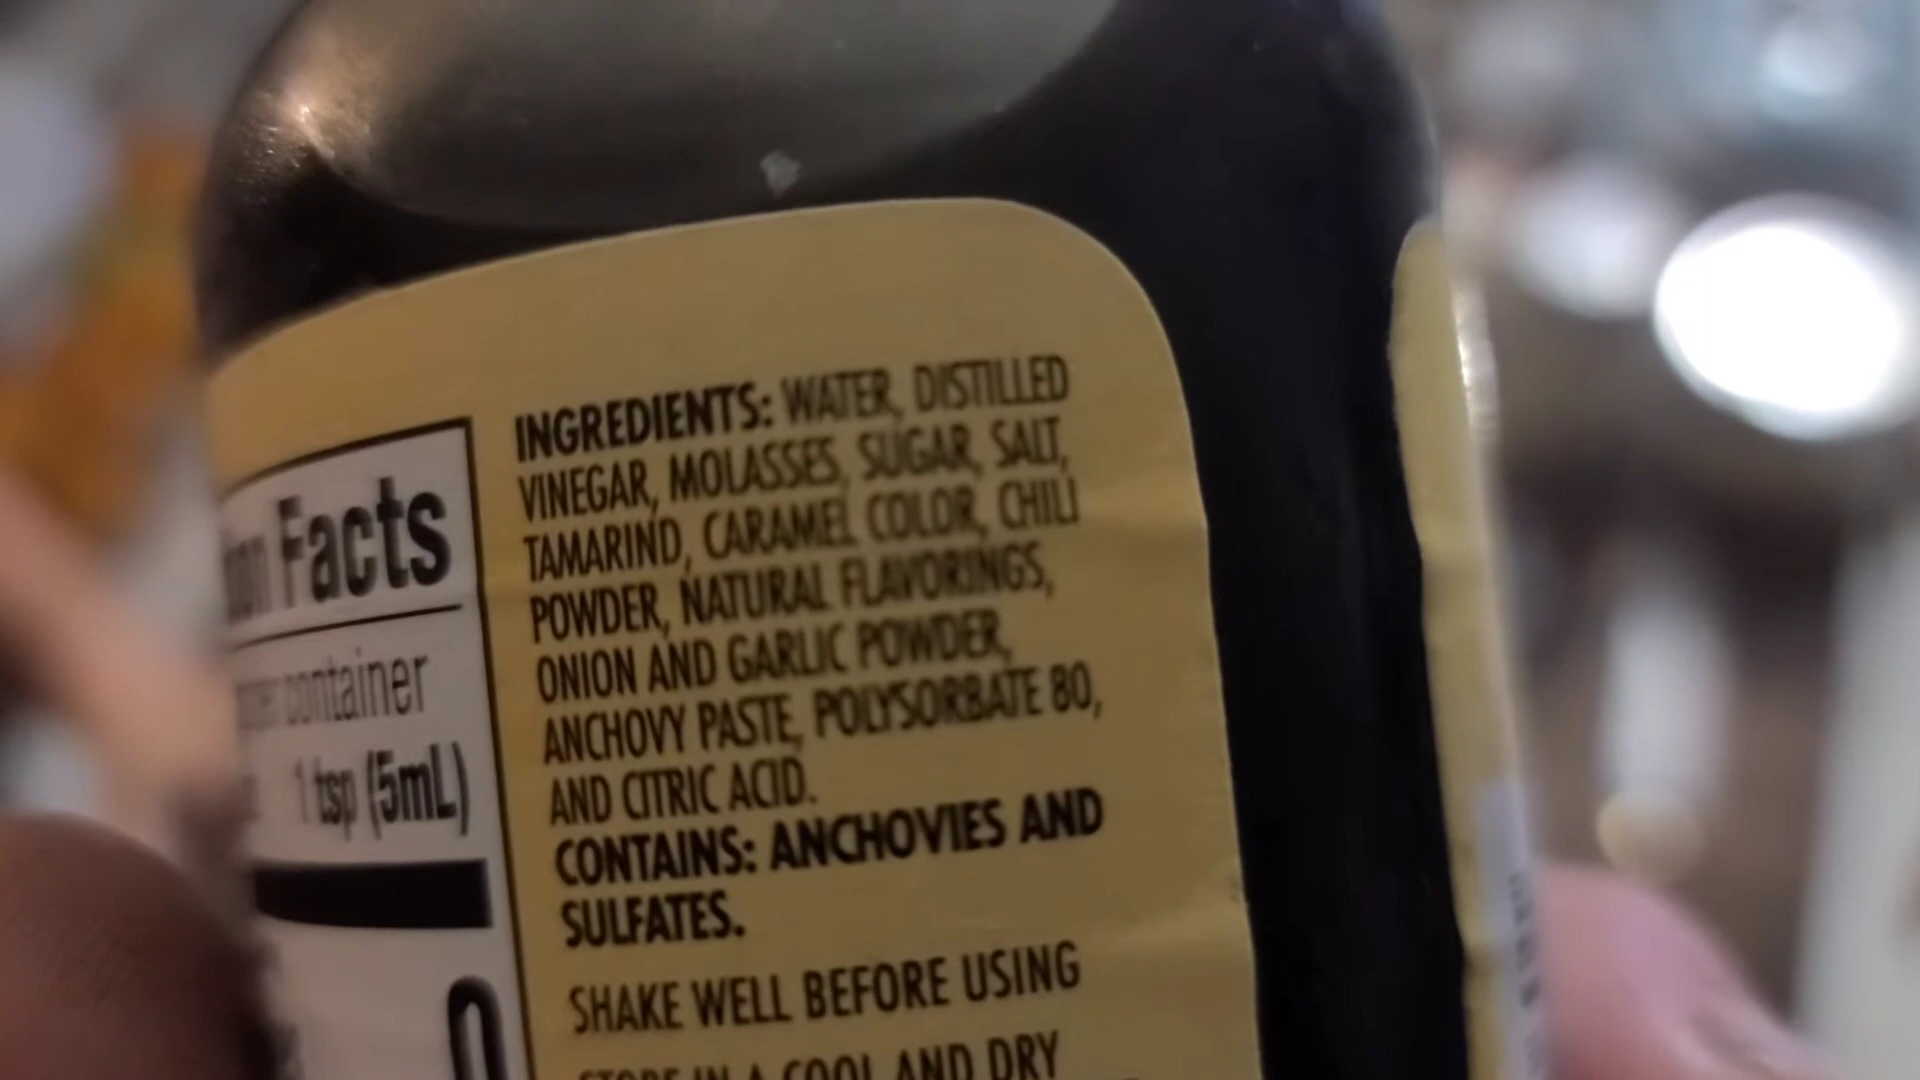 Facts
container
1 tsp (5mL)
0
INGREDIENTS: WATER, DISTILLED
VINEGAR, MOLASSES, SUGAR, SALT,
TAMARIND, CARAMEL COLOR, CHILI
POWDER, NATURAL FLAVORINGS,
ONION AND GARLIC POWDER,
ANCHOVY PASTE, POLYSORBATE 80,
AND CITRIC ACID.
CONTAINS: ANCHOVIES AND
SULFATES.
SHAKE WELL BEFORE USING
STORE IN A COOL AND DRY